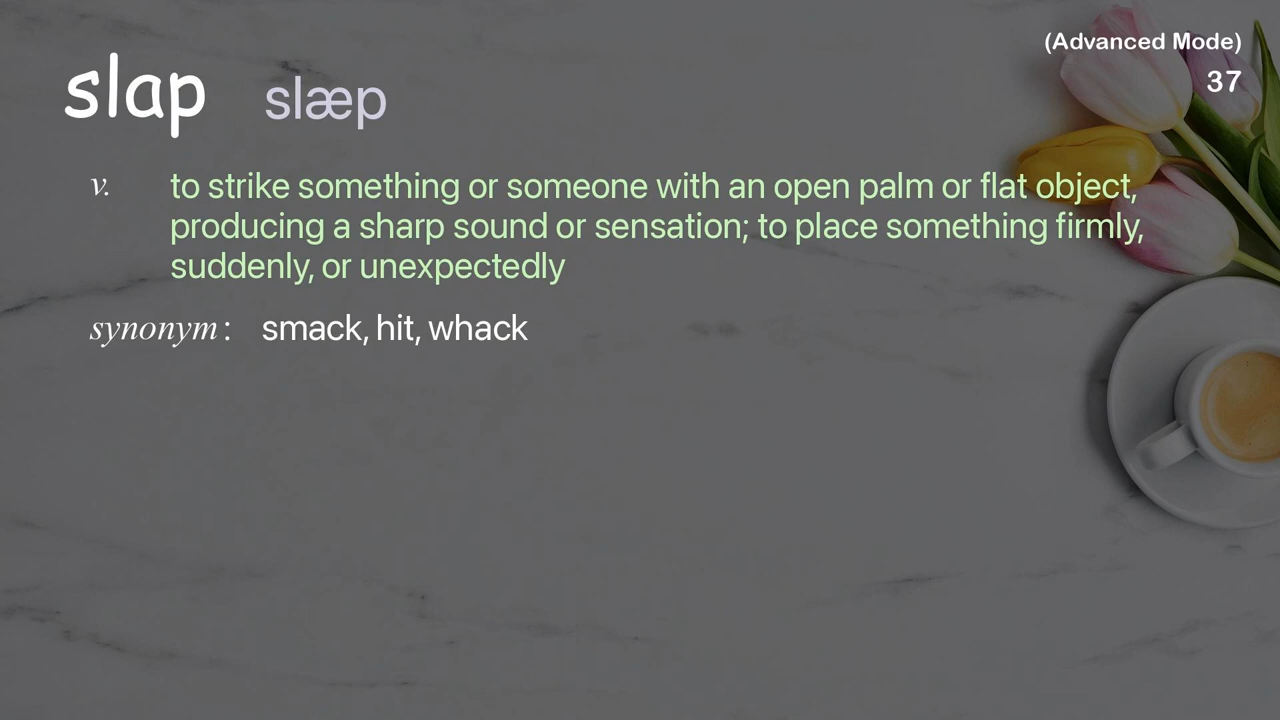 (Advanced Mode)
37
slap slæp
v. to strike something or someone with an open palm or flat object,
producing a sharp sound or sensation; to place something firmly,
suddenly, or unexpectedly
synonym: smack, hit, whack